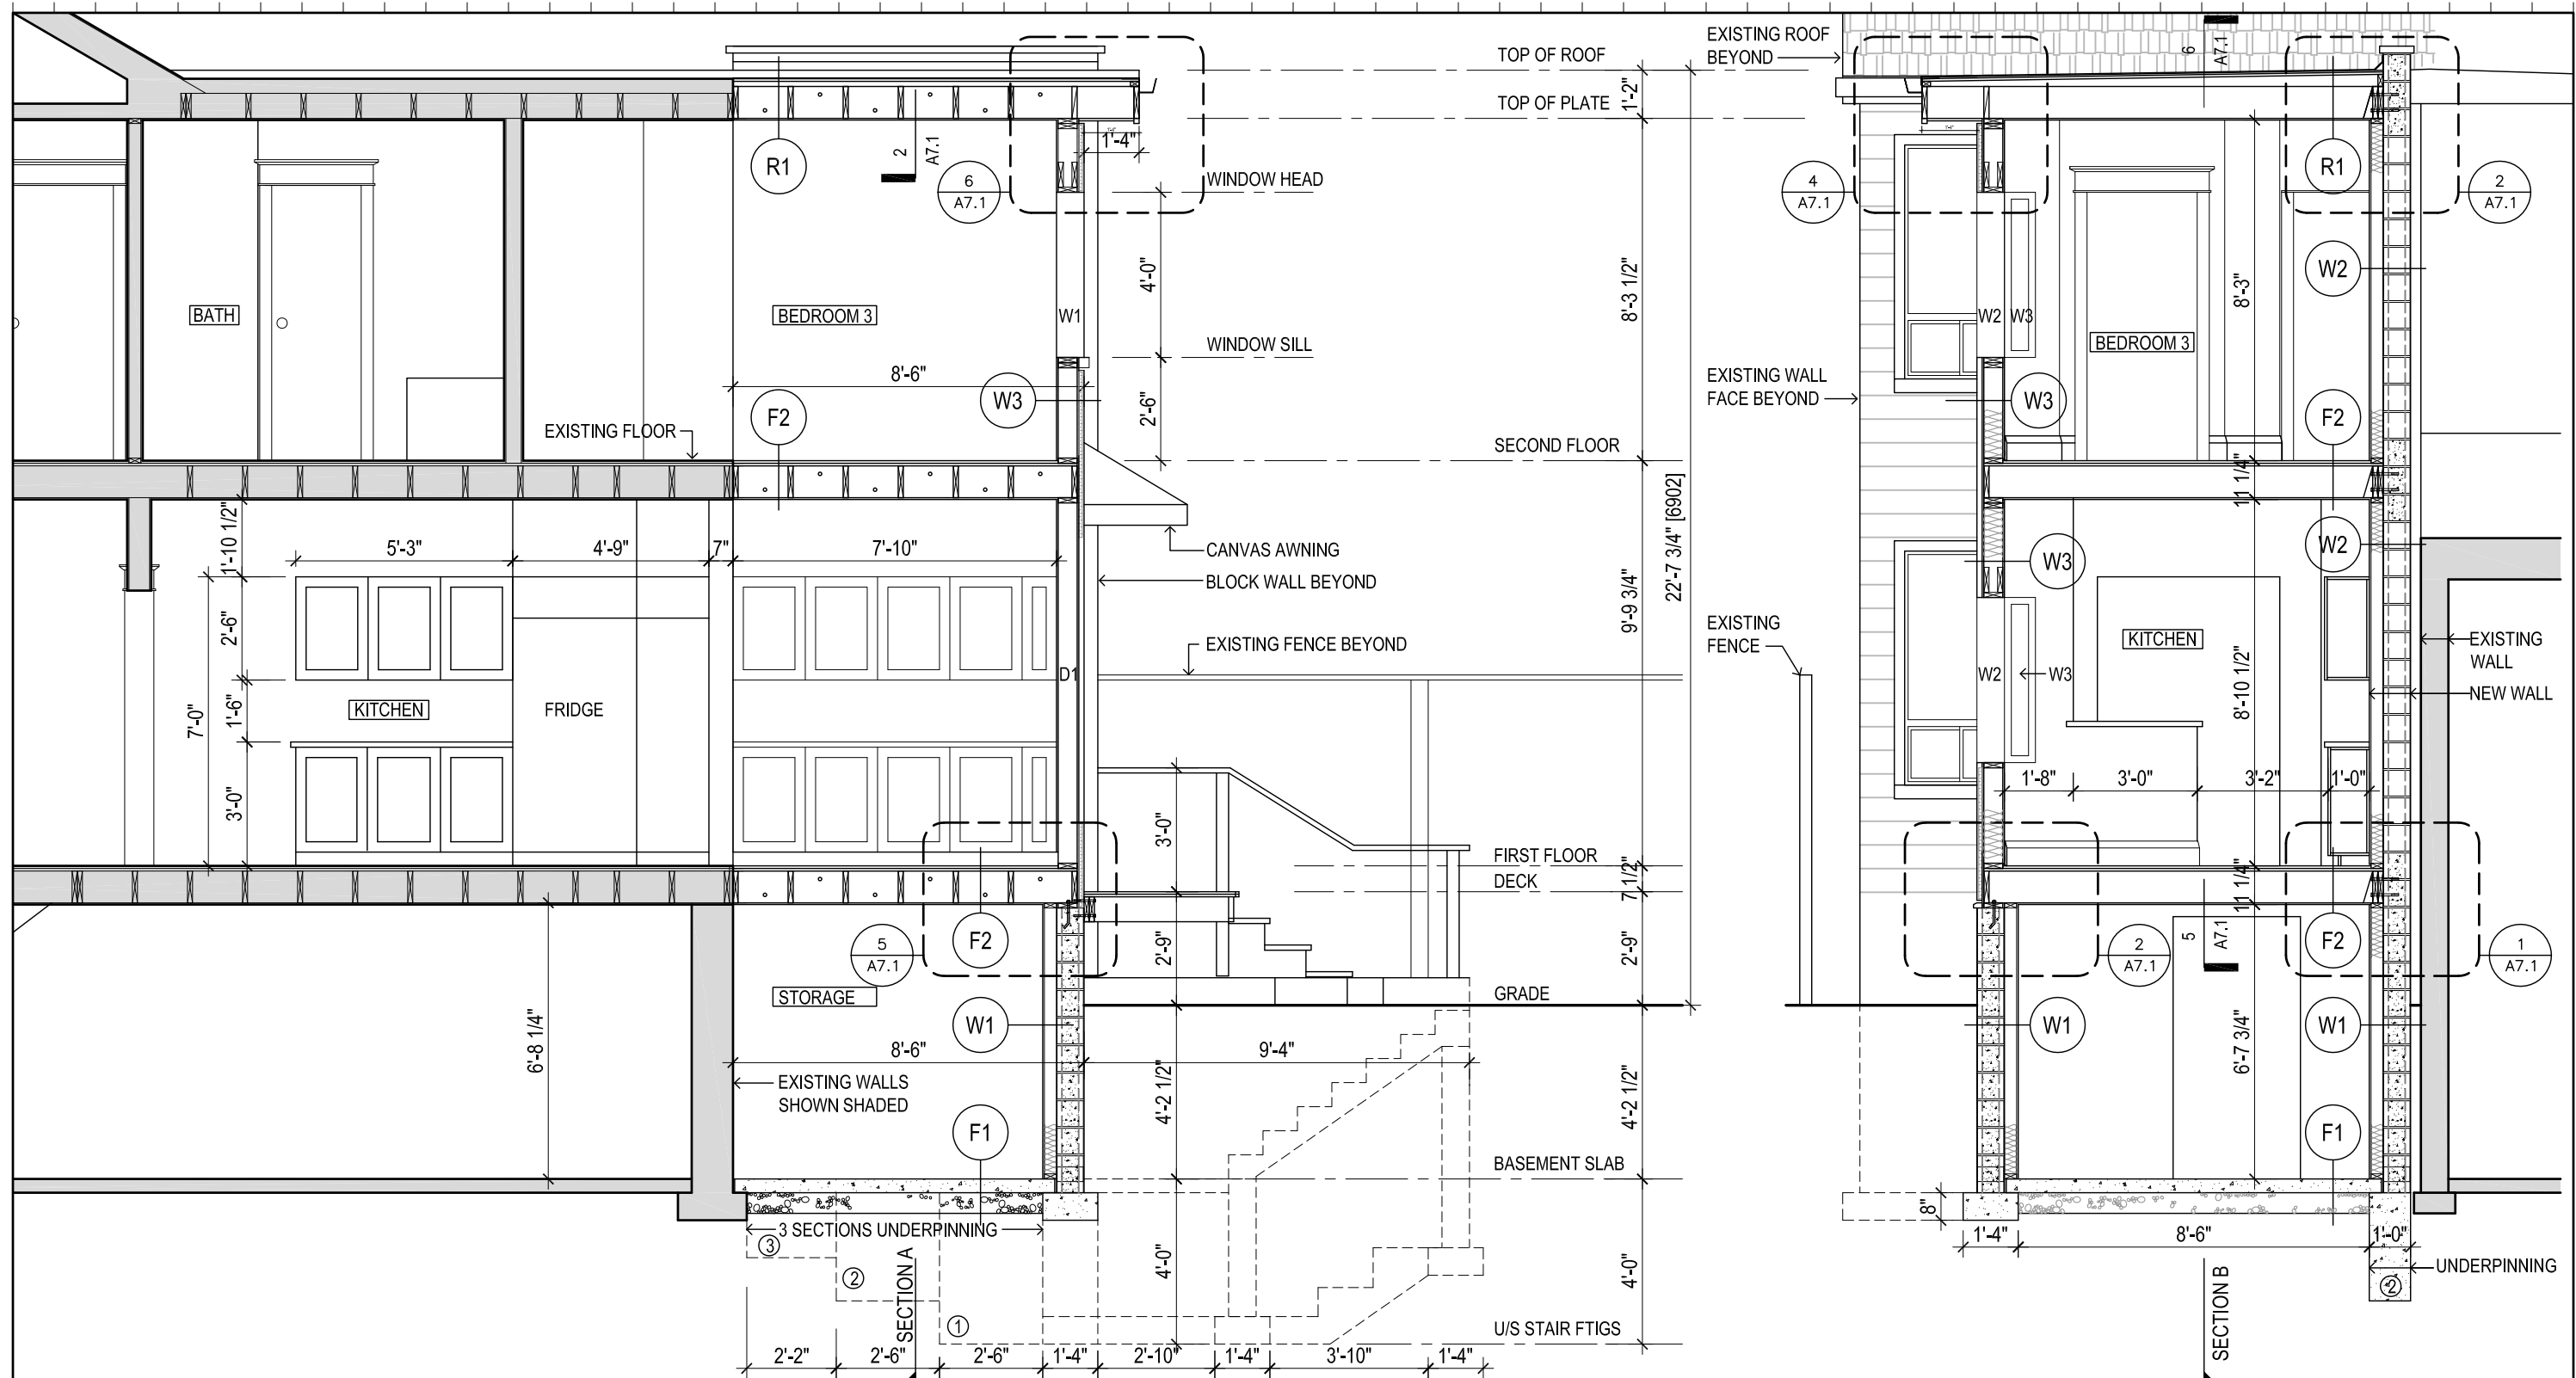 TOP OF ROOF
TOP OF PLATE
1'-2"
1'-4"
R1
2
A7.1
6
A7.1
WINDOW HEAD
4'-0"
8'-3 1/2"
BATH
BEDROOM 3
W1
WINDOW SILL
8'-6"
F2
W3
2'-6"
EXISTING FLOOR
SECOND FLOOR
22'-7 3/4" [6902]
1'-10 1/2"
5'-3"
4'-9"
7"
7'-10"
CANVAS AWNING
BLOCK WALL BEYOND
9'-9 3/4"
2'-6"
EXISTING FENCE BEYOND
D1
7'-0"
1'-6"
KITCHEN
FRIDGE
3'-0"
3'-0"
FIRST FLOOR
DECK
7 1/2"
F2
5
A7.1
2'-9"
2'-9"
STORAGE
GRADE
W1
6'-8 1/4"
8'-6"
9'-4"
EXISTING WALLS
SHOWN SHADED
4'-2 1/2"
4'-2 1/2"
F1
BASEMENT SLAB
3 SECTIONS UNDERPINNING
3
2
1
SECTION A
4'-0"
4'-0"
U/S STAIR FTIGS
2'-2"
2'-6"
2'-6"
1'-4"
2'-10"
1'-4"
3'-10"
1'-4"
EXISTING ROOF
BEYOND
6
A7.1
R1
4
A7.1
2
A7.1
W2
8'-3"
W2
W3
BEDROOM 3
EXISTING WALL
FACE BEYOND
W3
F2
11 1/4"
W3
W2
EXISTING
FENCE
KITCHEN
EXISTING
WALL
W2
W3
8'-10 1/2"
NEW WALL
1'-8"
3'-0"
3'-2"
1'-0"
11 1/4"
2
A7.1
5
A7.1
F2
1
A7.1
W1
W1
6'-7 3/4"
F1
8"
1'-4"
8'-6"
1'-0"
UNDERPINNING
2
SECTION B